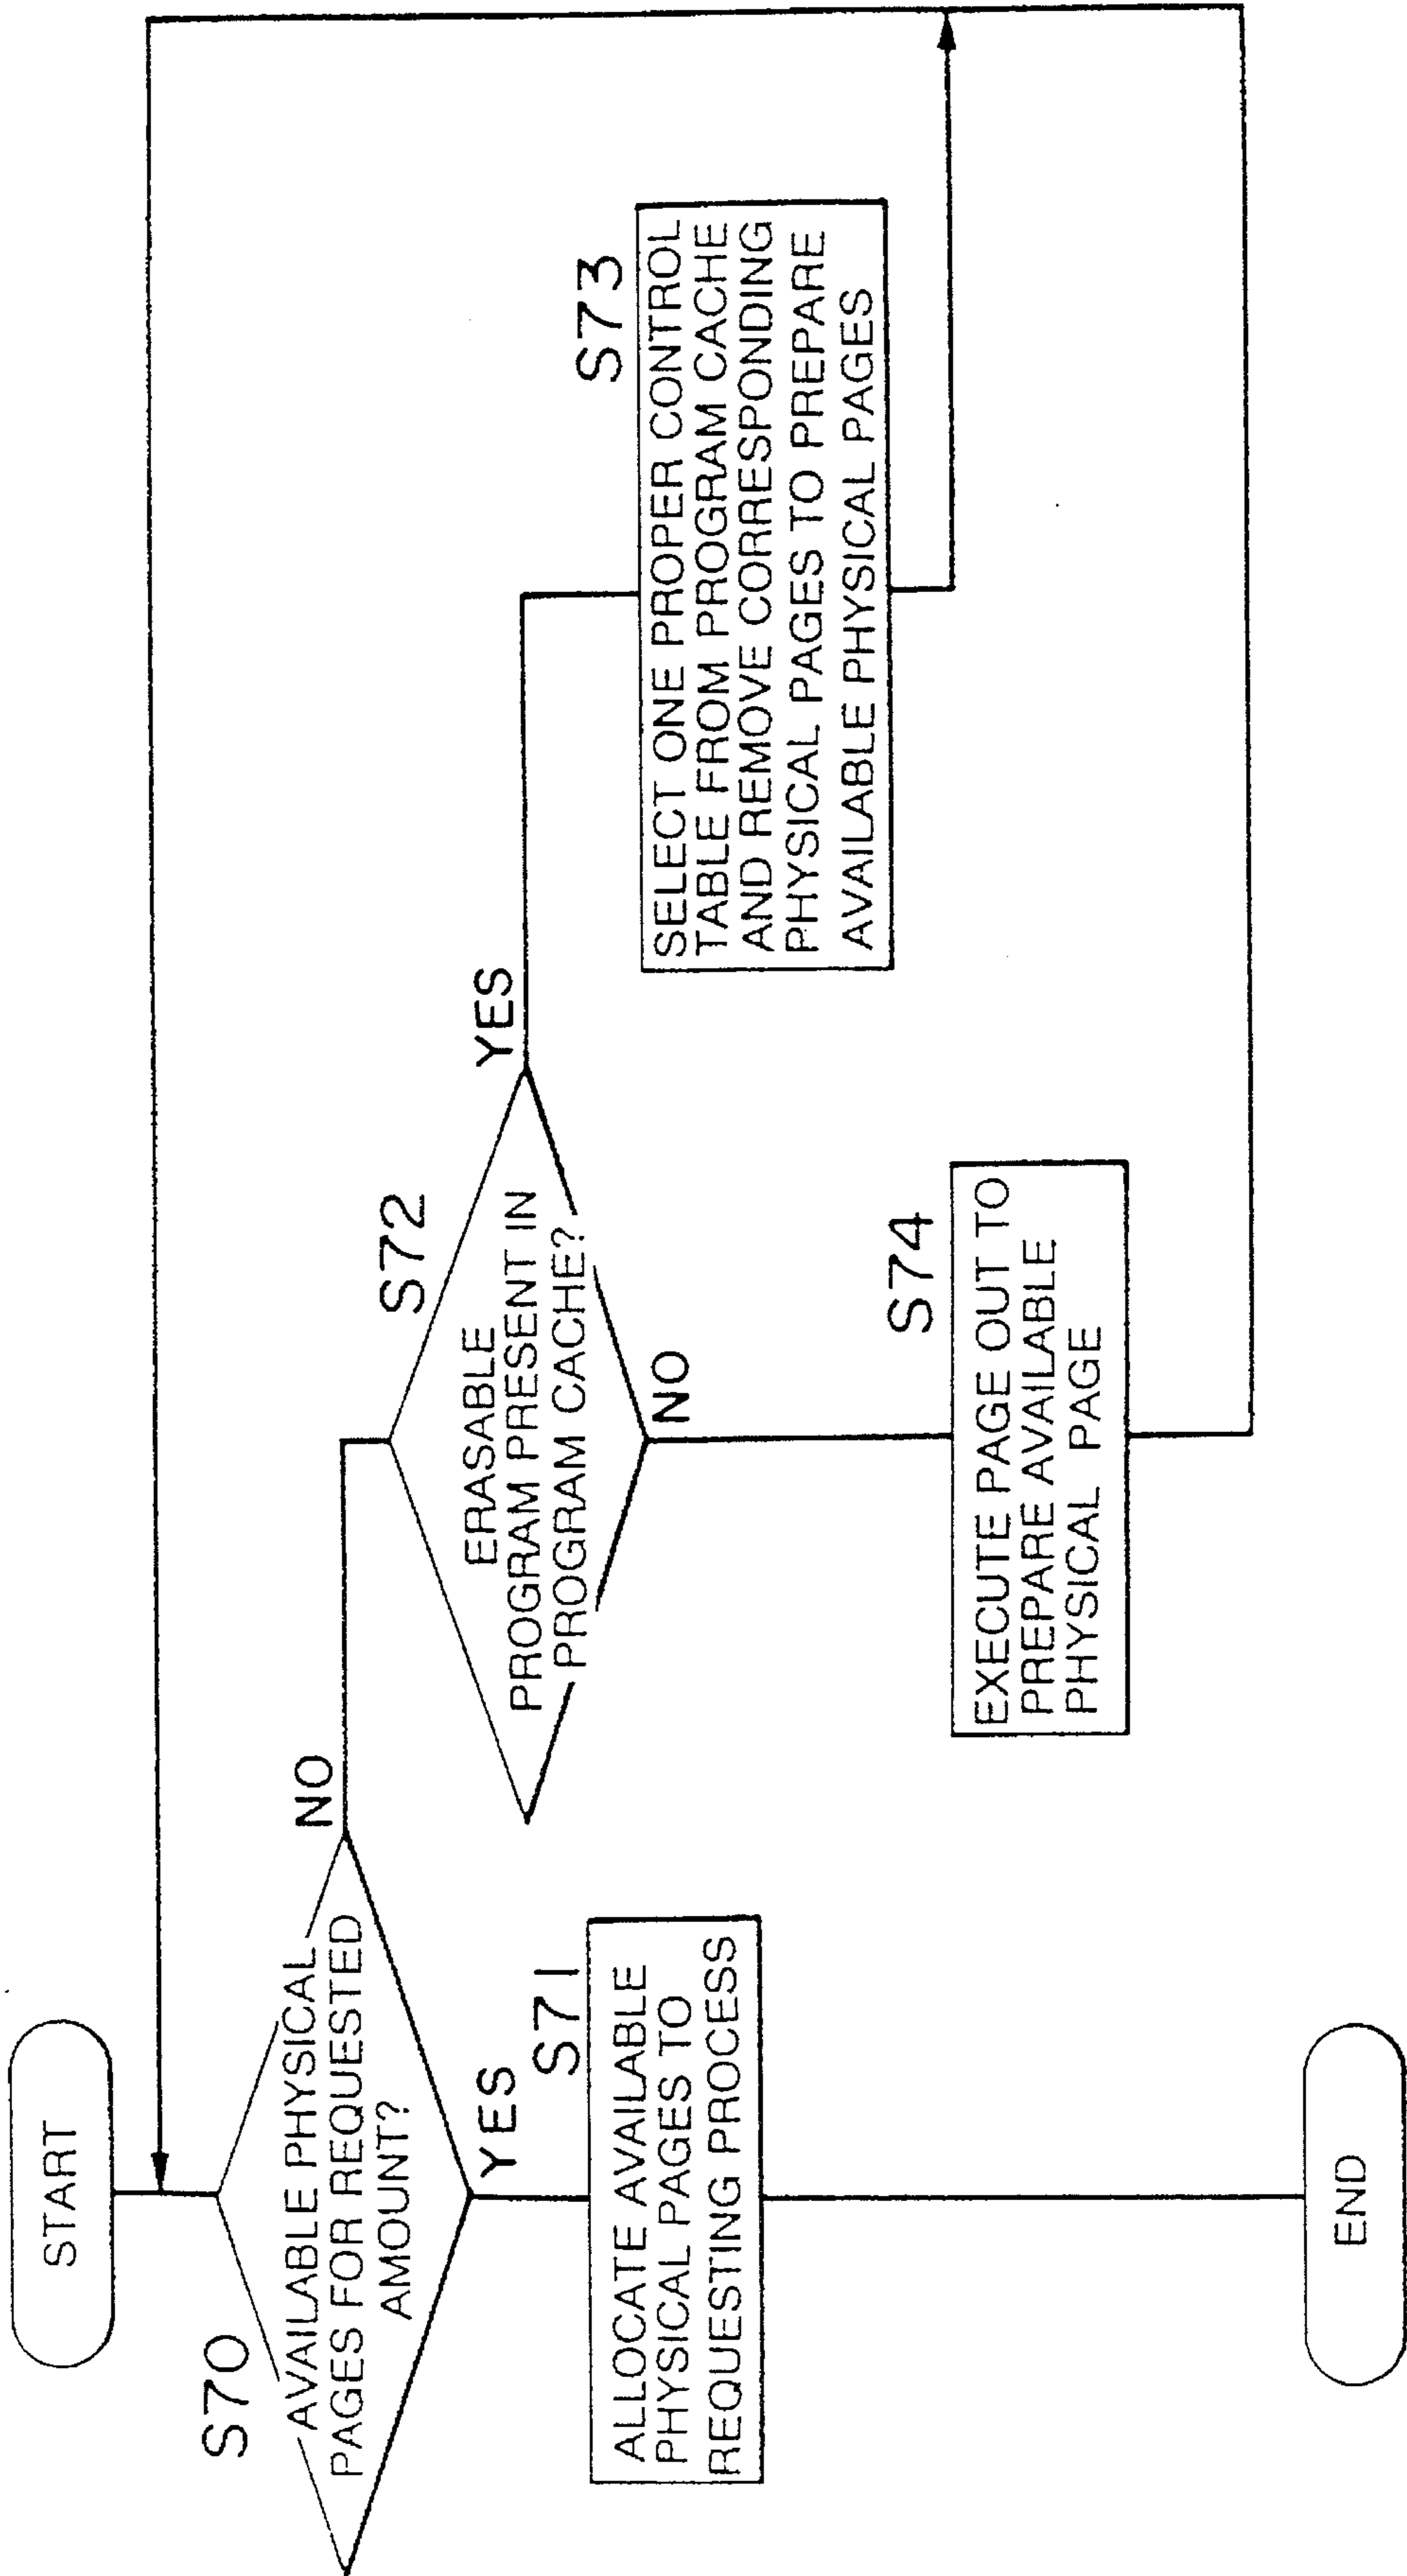 START
S70
AVAILABLE PHYSICAL
PAGES FOR REQUESTED
AMOUNT?
NO
YES
S71
ALLOCATE AVAILABLE
PHYSICAL PAGES TO
REQUESTING PROCESS
END
S72
ERASABLE
PROGRAM PRESENT IN
PROGRAM CACHE?
YES
NO
S73
SELECT ONE PROPER CONTROL
TABLE FROM PROGRAM CACHE
AND REMOVE CORRESPONDING
PHYSICAL PAGES TO PREPARE
AVAILABLE PHYSICAL PAGES
S74
EXECUTE PAGE OUT TO
PREPARE AVAILABLE
PHYSICAL PAGE